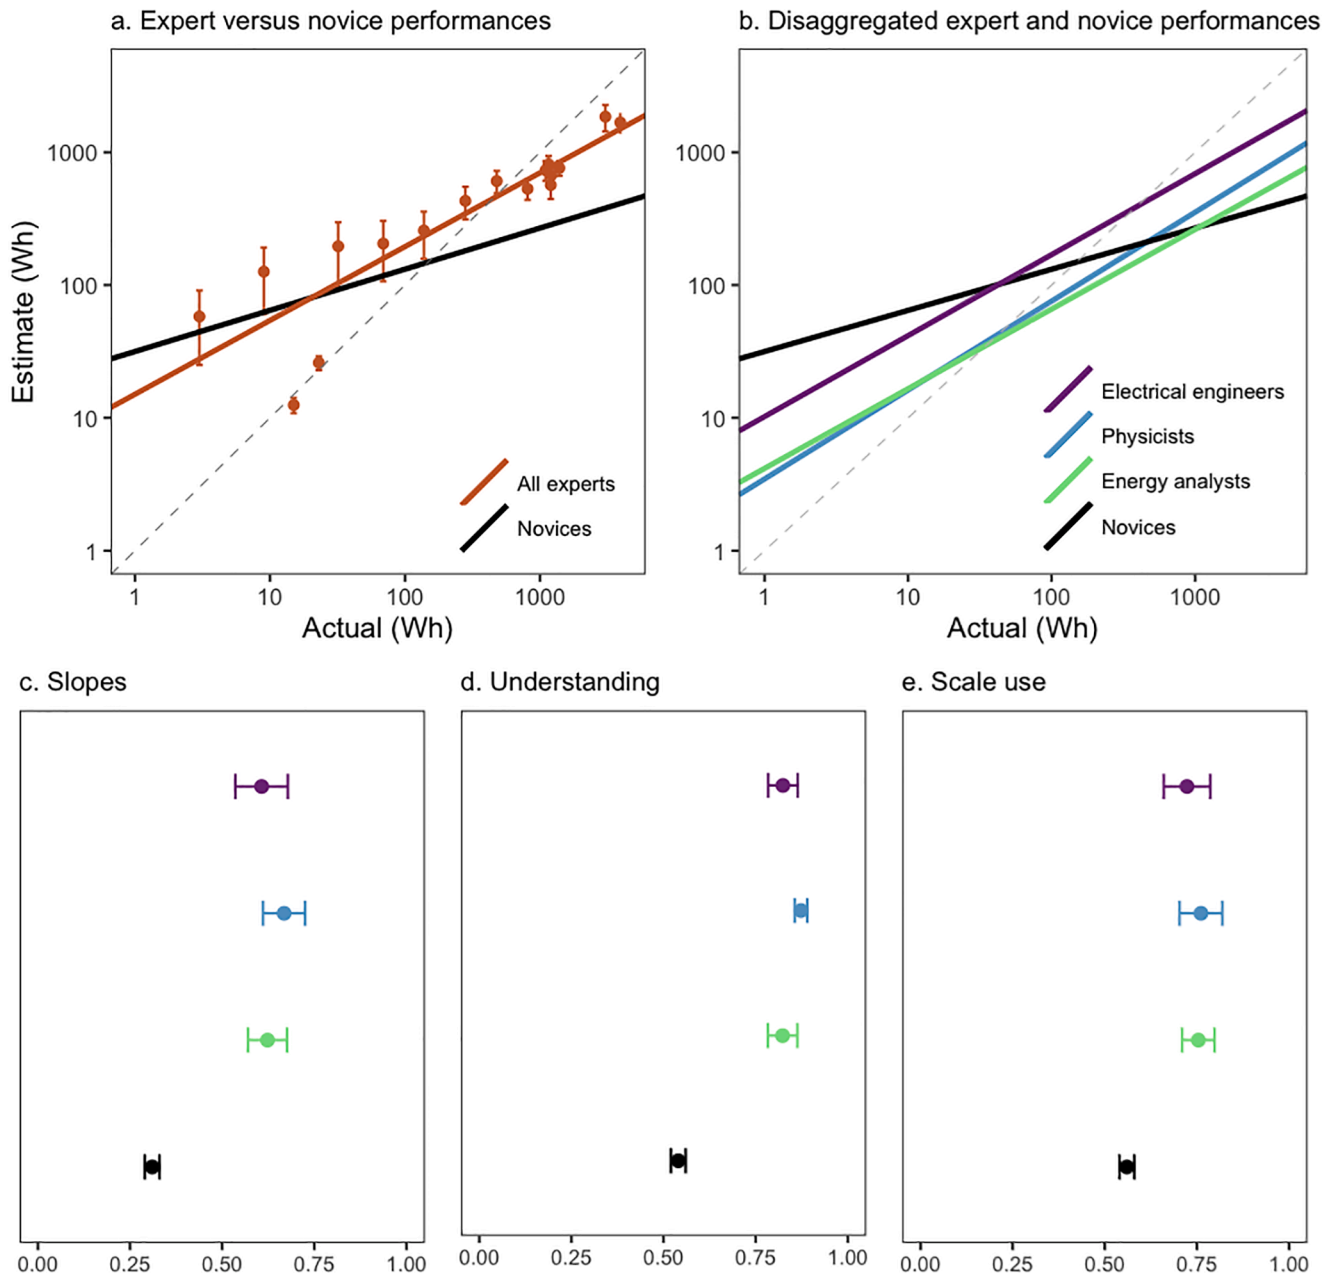 a. Expert versus novice performances
b. Disaggregated expert and novice performances
Estimate (Wh)
1000
100
10
1
All experts
Novices
1 10 100 1000
Actual (Wh)
1000
100
10
1
Electrical engineers
Physicists
Energy analysts
Novices
1 10 100 1000
Actual (Wh)
c. Slopes
d. Understanding
e. Scale use
0.00 0.25 0.50 0.75 1.00
0.00 0.25 0.50 0.75 1.00
0.00 0.25 0.50 0.75 1.00